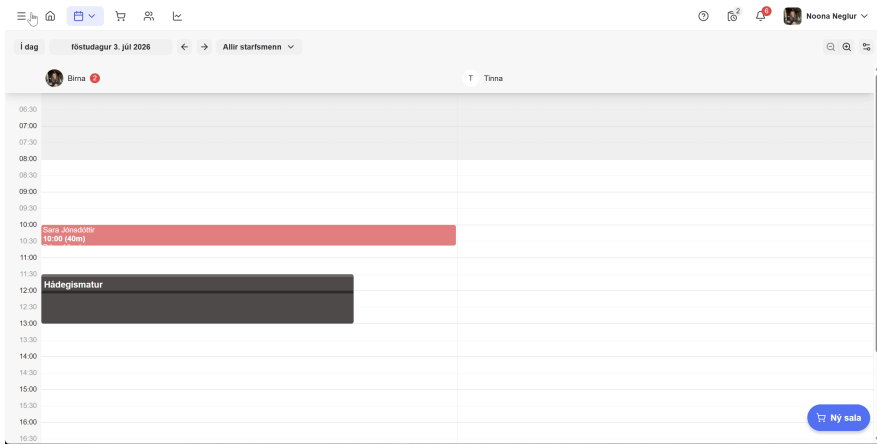 2
6
Noona Neglur
Í dag
föstudagur 3. júl 2026
Allir starfsmenn
Birna 2
T Tinna
06:30
07:00
07:30
08:00
08:30
09:00
09:30
10:00
Sara Jónsdóttir
10:00 (40m)
10:30
11:00
11:30
Hádegismatur
12:00
12:30
13:00
13:30
14:00
14:30
15:00
15:30
Ný sala
16:00
16:30